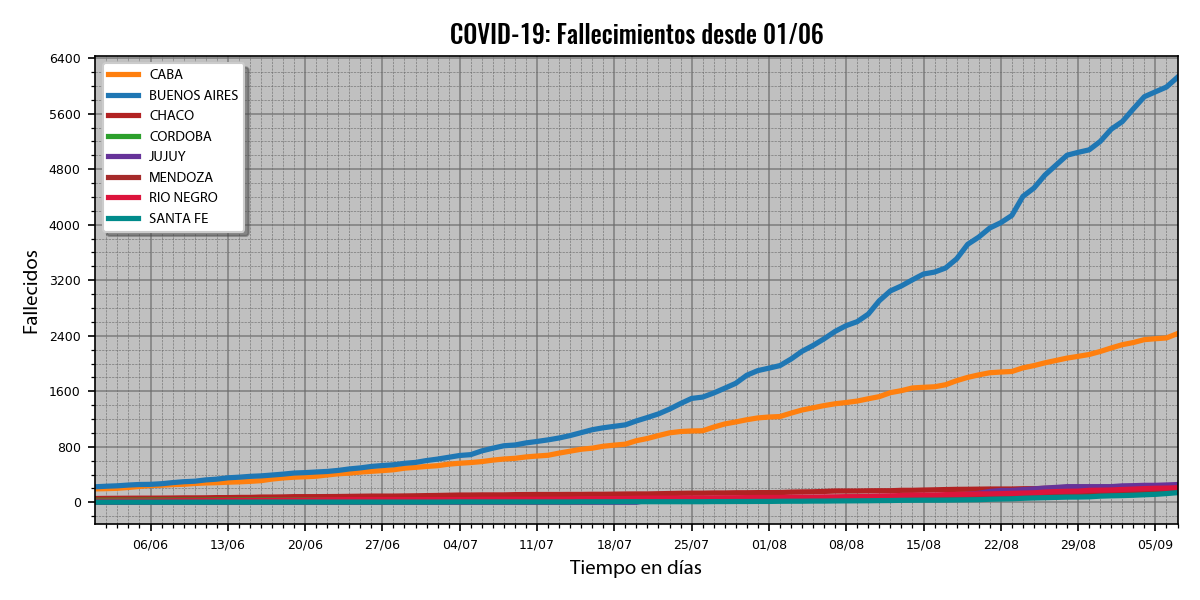 COVID-19: Fallecimientos desde 01/06
6400
5600
4800
4000
3200
2400
1600
800
0
Fallecidos
CABA
BUENOS AIRES
CHACO
CORDOBA
JUJUY
MENDOZA
RIO NEGRO
SANTA FE
06/06 13/06 20/06 27/06 04/07 11/07 18/07 25/07 01/08 08/08 15/08 22/08 29/08 05/09
Tiempo en días